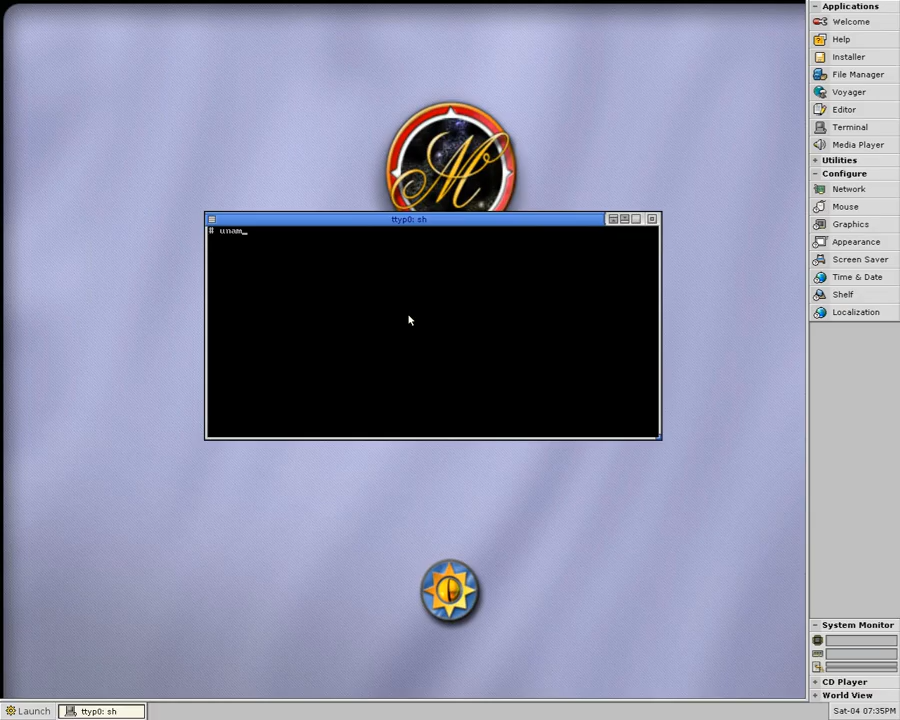 Applications
Welcome
Help
Installer
File Manager
Voyager
Editor
Terminal
Media Player
Utilities
Configure
Network
Mouse
Graphics
Appearance
Screen Saver
Time & Date
Shelf
Localization
M
ttyp0: sh
# unam_
System Monitor
CD Player
World View
Launch
ttyp0: sh
Sat-04 07:35PM